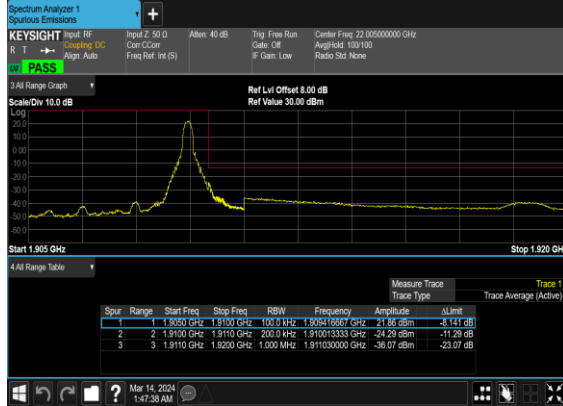 Spectrum Analyzer 1
Spurious Emissions
+
KEYSIGHT Input: RF Input Z: 50 Ω Atten: 40 dB Trig: Free Run Center Freq: 22.005000000 GHz
R T Coupling: DC Corr CCorr Gate: Off Avg|Hold: 100/100
Align: Auto Freq Ref: Int (S) IF Gain: Low Radio Std: None
PASS
3 All Range Graph
Ref Lvl Offset 8.00 dB
Scale/Div 10.0 dB Ref Value 30.00 dBm
Log
20.0
10.0
0.00
-10.0
-20.0
-30.0
-40.0
-50.0
-60.0
Start 1.905 GHz Stop 1.920 GH
4 All Range Table
Measure Trace Trace 1
Trace Type Trace Average (Active)
Spur Range Start Freq Stop Freq RBW Frequency Amplitude ΔLimit
1 1 1.9050 GHz 1.9100 GHz 100.0 kHz 1.909416667 GHz 21.86 dBm -8.141 dB
2 2 1.9100 GHz 1.9110 GHz 200.0 kHz 1.910013333 GHz -24.29 dBm -11.29 dB
3 3 1.9110 GHz 1.9200 GHz 1.000 MHz 1.911030000 GHz -36.07 dBm -23.07 dB
? Mar 14, 2024
1:47:38 AM